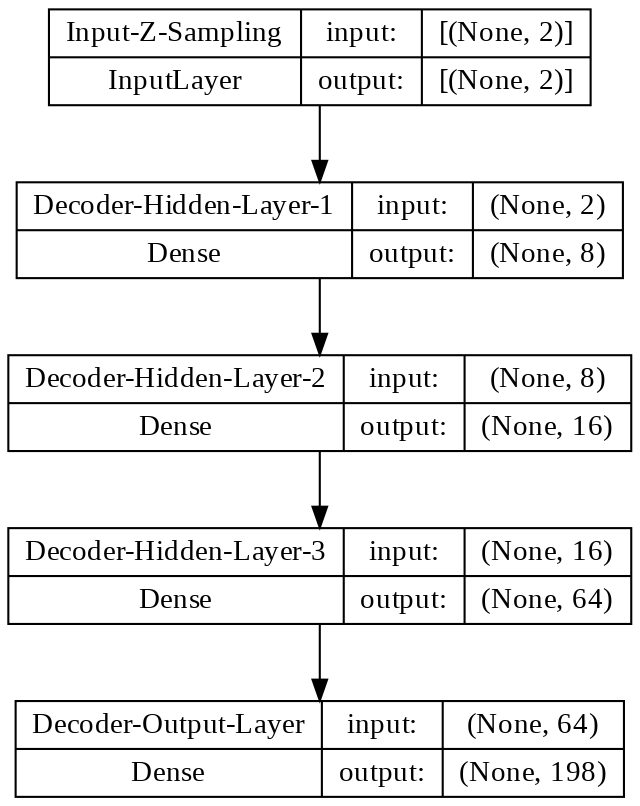 Input-Z-Sampling input: [(None, 2)]
InputLayer output: [(None, 2)]
Decoder-Hidden-Layer-1 input: (None, 2)
Dense output: (None, 8)
Decoder-Hidden-Layer-2 input: (None, 8)
Dense output: (None, 16)
Decoder-Hidden-Layer-3 input: (None, 16)
Dense output: (None, 64)
Decoder-Output-Layer input: (None, 64)
Dense output: (None, 198)